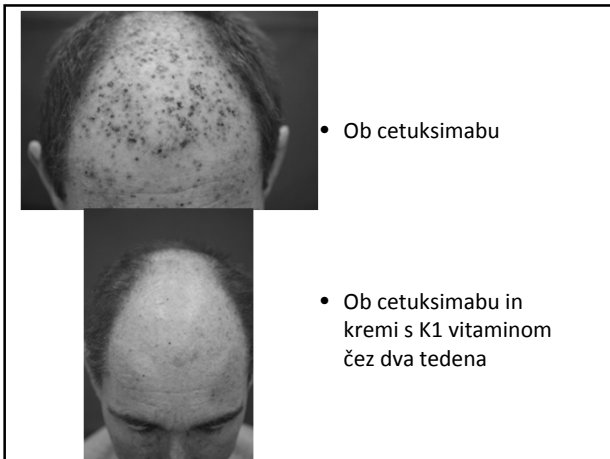 • Ob cetuksimabu
• Ob cetuksimabu in
kremi s K1 vitaminom
čez dva tedena